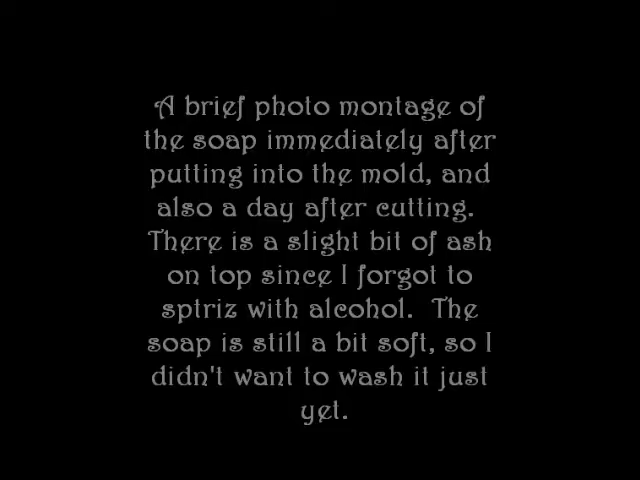 A brief photo montage of
the soap immediately after
putting into the mold, and
also a day after cutting.
There is a slight bit of ash
on top since I forgot to
sptriz with alcohol.  The
soap is still a bit soft, so I
didn't want to wash it just
yet.